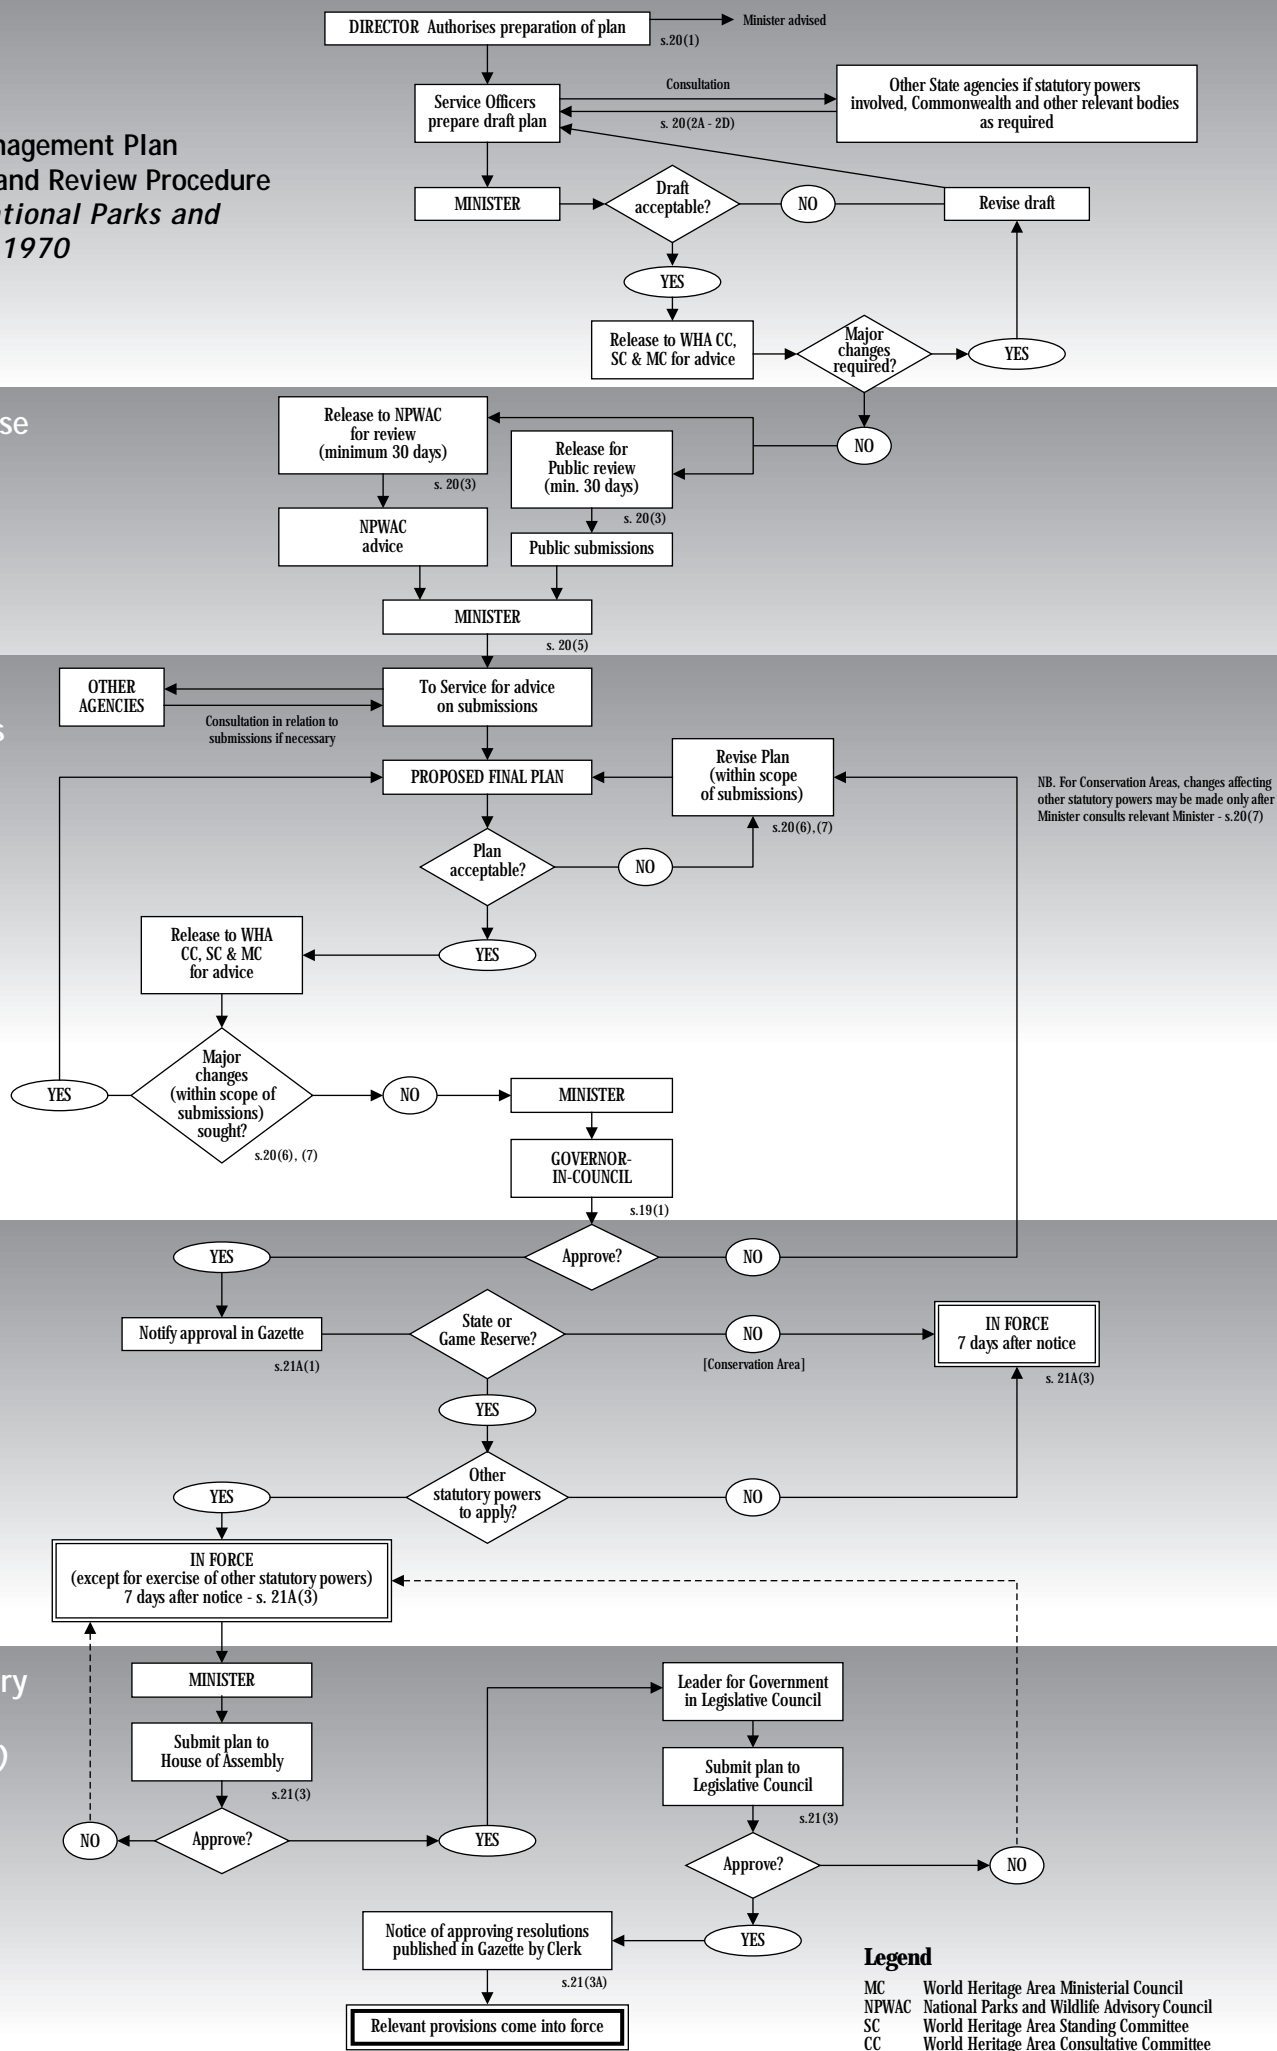 DIRECTOR Authorises preparation of plan
Minister advised
s.20(1)
Service Officers
prepare draft plan
Consultation
s. 20(2A - 2D)
Other State agencies if statutory powers
involved, Commonwealth and other relevant bodies
as required
nagement Plan
and Review Procedure
ational Parks and
1970
MINISTER
Draft
acceptable?
NO
Revise draft
YES
Release to WHA CC,
SC & MC for advice
Major
changes
required?
YES
se
Release to NPWAC
for review
(minimum 30 days)
s. 20(3)
Release for
Public review
(min. 30 days)
s. 20(3)
NO
NPWAC
advice
Public submissions
MINISTER
s. 20(5)
OTHER
AGENCIES
To Service for advice
on submissions
s
Consultation in relation to
submissions if necessary
PROPOSED FINAL PLAN
Revise Plan
(within scope
of submissions)
s.20(6),(7)
NB. For Conservation Areas, changes affecting
other statutory powers may be made only after
Minister consults relevant Minister - s.20(7)
Plan
acceptable?
NO
YES
Release to WHA
CC, SC & MC
for advice
Major
changes
(within scope of
submissions)
sought?
s.20(6), (7)
YES
NO
MINISTER
GOVERNOR-
IN-COUNCIL
s.19(1)
YES
Approve?
NO
Notify approval in Gazette
s.21A(1)
State or
Game Reserve?
NO
[Conservation Area]
IN FORCE
7 days after notice
s. 21A(3)
YES
YES
Other
statutory powers
to apply?
NO
IN FORCE
(except for exercise of other statutory powers)
7 days after notice - s. 21A(3)
ry
)
MINISTER
Submit plan to
House of Assembly
s.21(3)
NO
Approve?
YES
Leader for Government
in Legislative Council
Submit plan to
Legislative Council
s.21(3)
Approve?
NO
YES
Notice of approving resolutions
published in Gazette by Clerk
s.21(3A)
Relevant provisions come into force
Legend
MC World Heritage Area Ministerial Council
NPWAC National Parks and Wildlife Advisory Council
SC World Heritage Area Standing Committee
CC World Heritage Area Consultative Committee